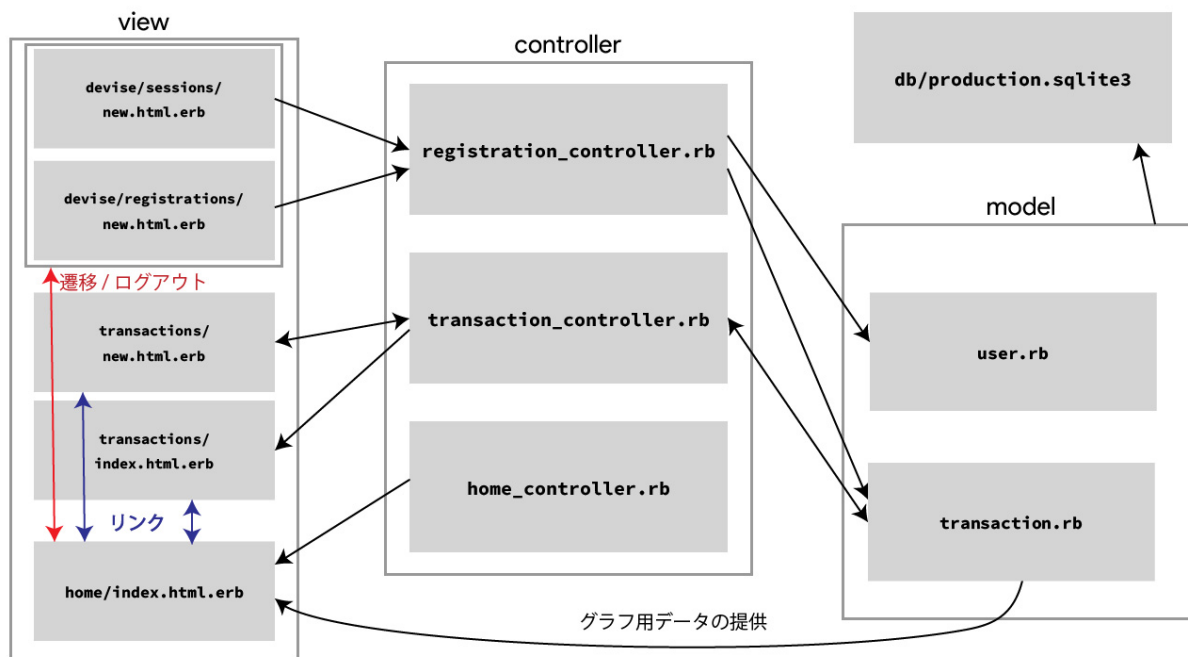 view
devise/sessions/
new.html.erb
devise/registrations/
new.html.erb
遷移 / ログアウト
transactions/
new.html.erb
transactions/
index.html.erb
リンク
home/index.html.erb
controller
registration_controller.rb
transaction_controller.rb
home_controller.rb
db/production.sqlite3
model
user.rb
transaction.rb
グラフ用データの提供